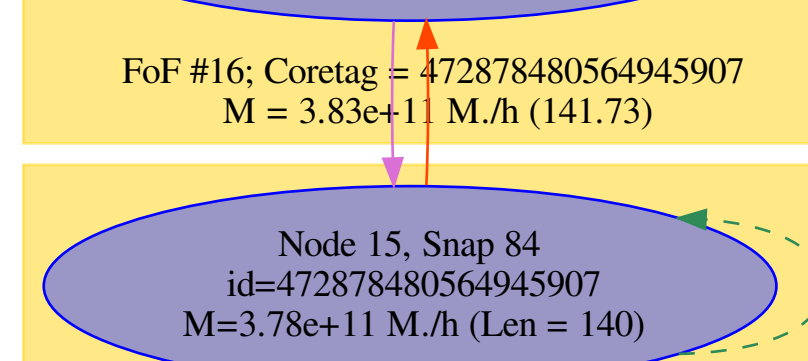 FoF #16; Coretag = 472878480564945907
M = 3.83e+11 M./h (141.73)
Node 15, Snap 84
id=472878480564945907
M=3.78e+11 M./h (Len = 140)